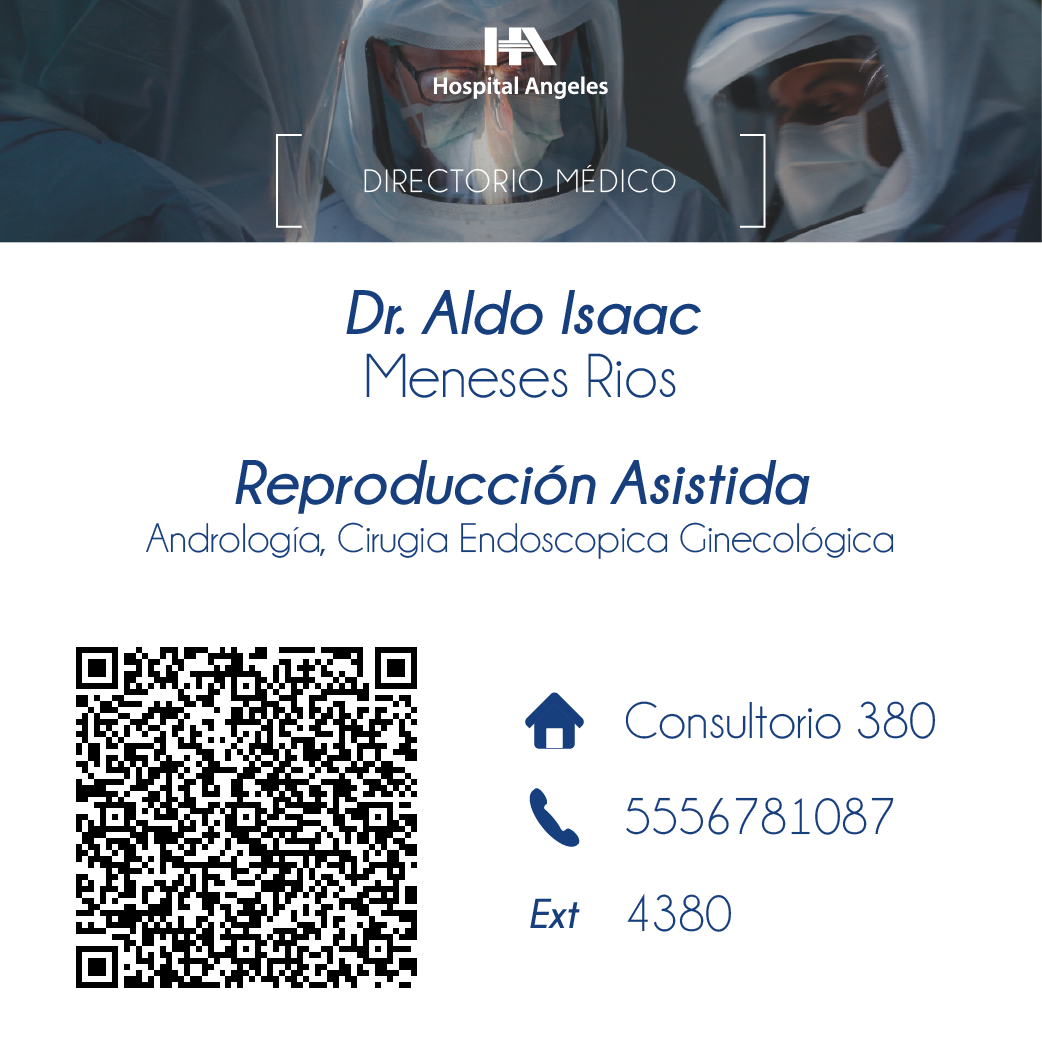 HA
Hospital Angeles
DIRECTORIO MÉDICO
Dr. Aldo Isaac
Meneses Rios
Reproducción Asistida
Andrología, Cirugia Endoscopica Ginecológica
Consultorio 380
5556781087
Ext 4380